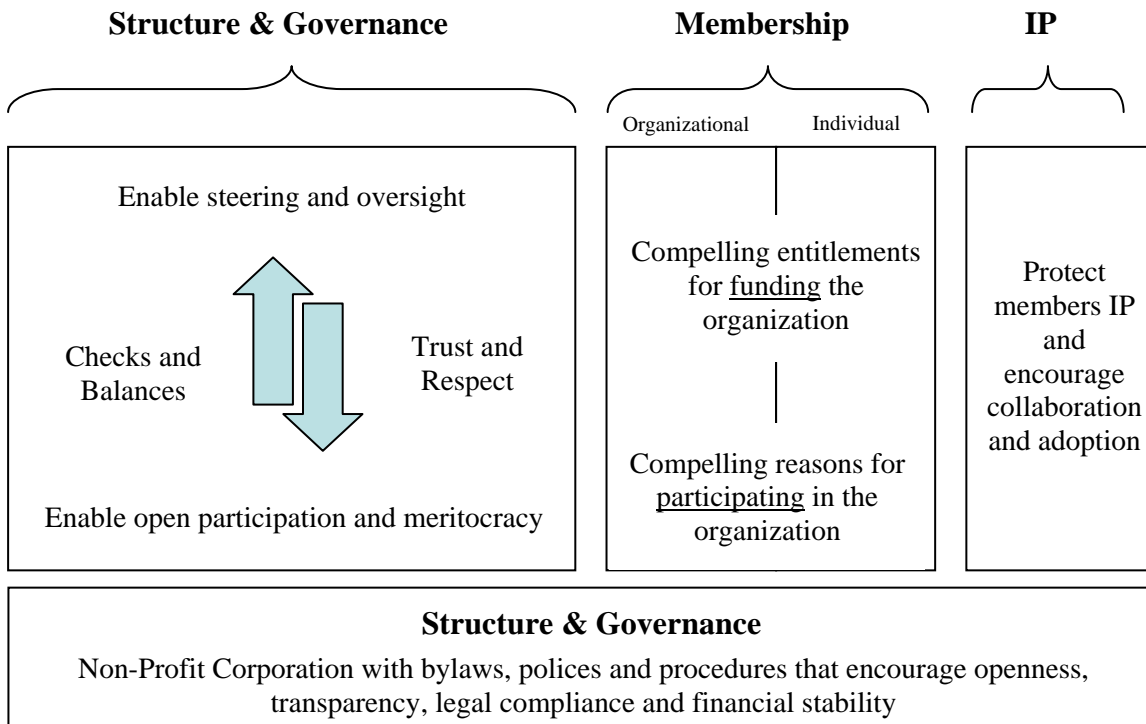 Structure & Governance
Membership
IP
Organizational
Individual
Enable steering and oversight
Checks and
Balances
Trust and
Respect
Enable open participation and meritocracy
Compelling entitlements
for funding the
organization
Compelling reasons for
participating in the
organization
Protect
members IP
and
encourage
collaboration
and adoption
Structure & Governance
Non-Profit Corporation with bylaws, polices and procedures that encourage openness,
transparency, legal compliance and financial stability